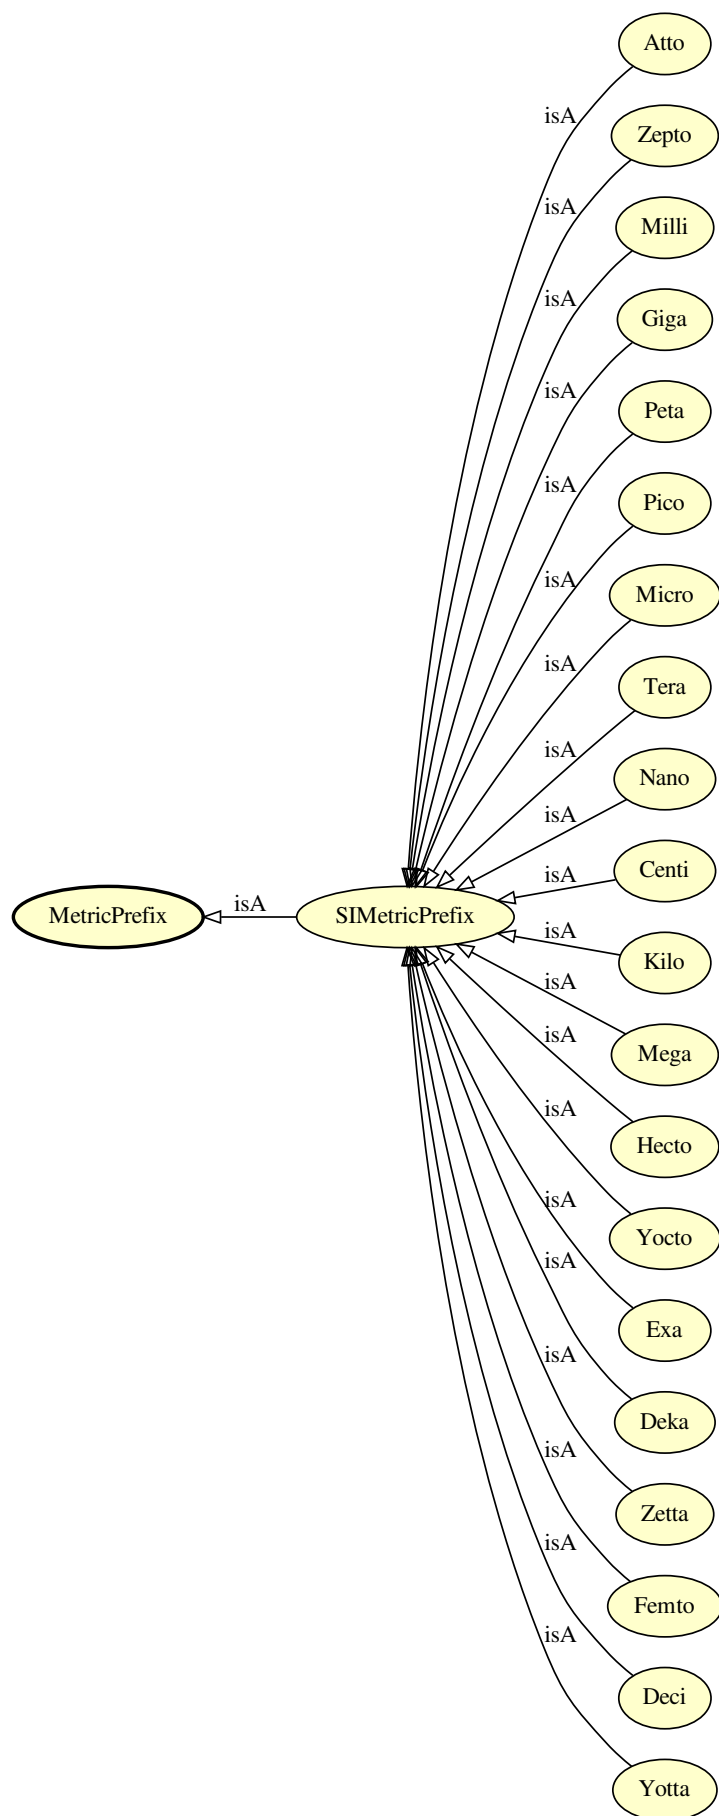 Atto
isA
Zepto
isA
Milli
isA
Giga
isA
Peta
isA
Pico
isA
Micro
isA
Tera
isA
Nano
isA
Centi
isA
MetricPrefix
isA
SIMetricPrefix
isA
Kilo
isA
Mega
isA
Hecto
isA
Yocto
isA
Exa
isA
Deka
isA
Zetta
isA
Femto
isA
Deci
isA
Yotta